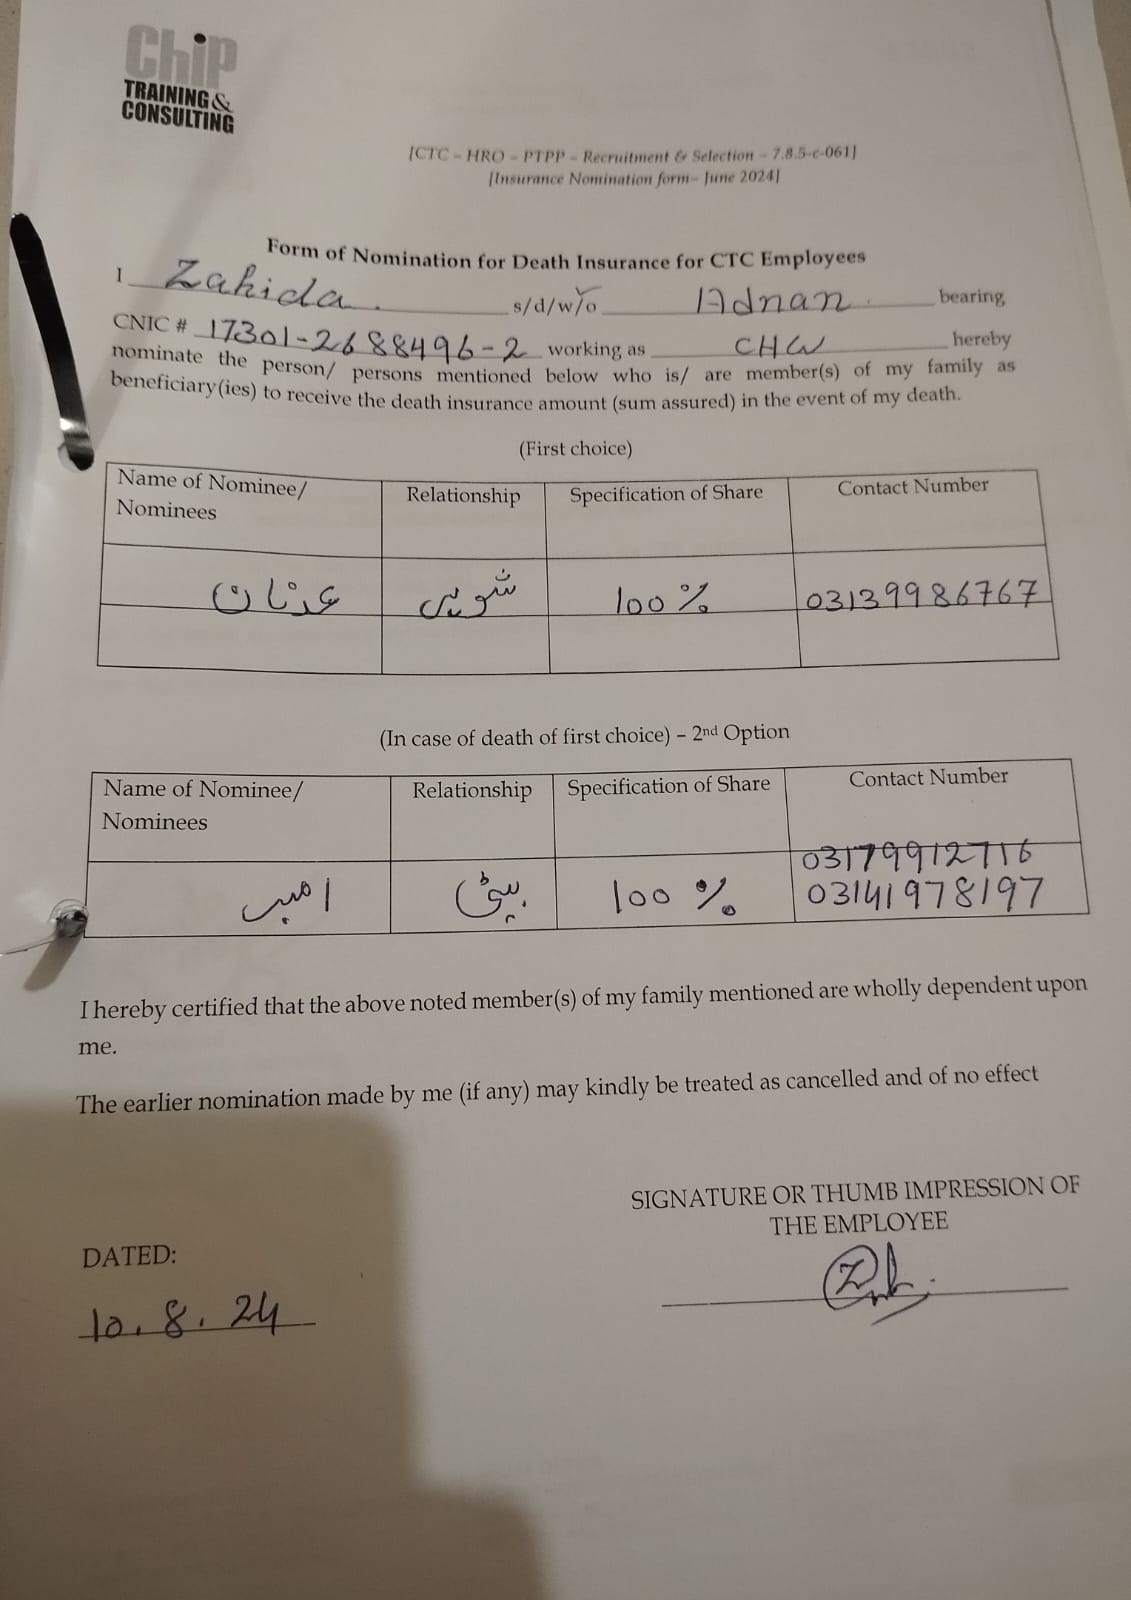 Chip
TRAINING &
CONSULTING
[CTC – HRO – PTPP – Recruitment & Selection – 7.8.5-c-061]
[Insurance Nomination form– June 2024]
Form of Nomination for Death Insurance for CTC Employees
I Zahida. s/d/w/o Adnan. bearing
CNIC # 17301-2688496-2 working as CHW hereby
nominate the person/ persons mentioned below who is/ are member(s) of my family as
beneficiary(ies) to receive the death insurance amount (sum assured) in the event of my death.
(First choice)
Name of Nominee/ Relationship Specification of Share Contact Number
Nominees
عدنان شوہر 100 % 03139986767
(In case of death of first choice) – 2nd Option
Name of Nominee/ Relationship Specification of Share Contact Number
Nominees
03179912716
بیٹی 100 % 03141978197
I hereby certified that the above noted member(s) of my family mentioned are wholly dependent upon
me.
The earlier nomination made by me (if any) may kindly be treated as cancelled and of no effect
SIGNATURE OR THUMB IMPRESSION OF
THE EMPLOYEE
DATED:
10.8.24